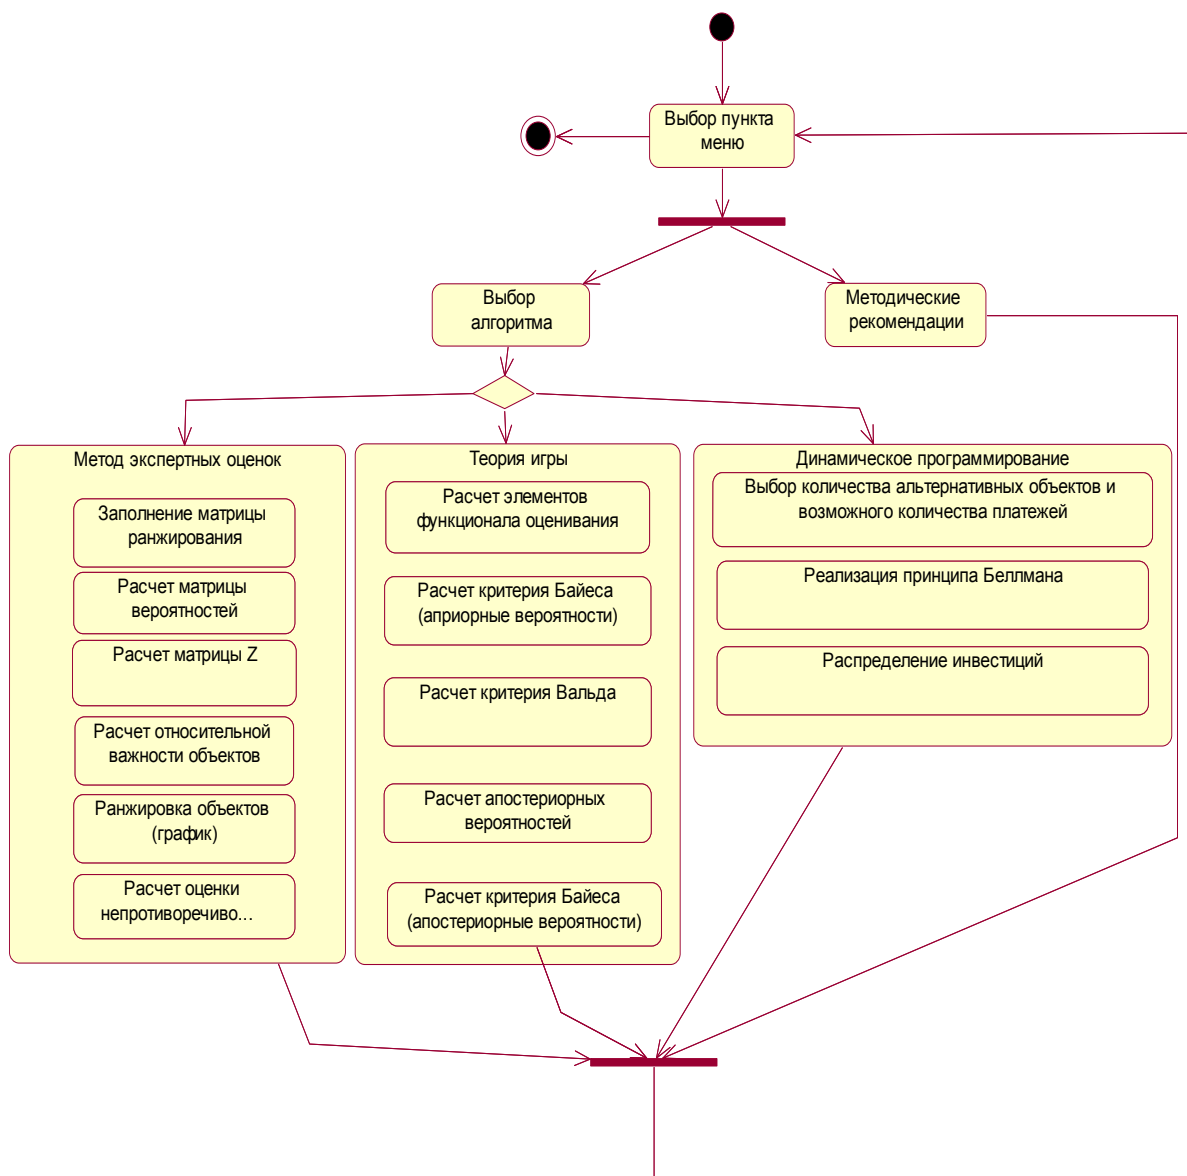 Выбор пункта
меню
Выбор
алгоритма
Методические
рекомендации
Метод экспертных оценок
Заполнение матрицы
ранжирования
Расчет матрицы
вероятностей
Расчет матрицы Z
Расчет относительной
важности объектов
Ранжировка объектов
(график)
Расчет оценки
непротиворечиво...
Теория игры
Расчет элементов
функционала оценивания
Расчет критерия Байеса
(априорные вероятности)
Расчет критерия Вальда
Расчет апостериорных
вероятностей
Расчет критерия Байеса
(апостериорные вероятности)
Динамическое программирование
Выбор количества альтернативных объектов и
возможного количества платежей
Реализация принципа Беллмана
Распределение инвестиций